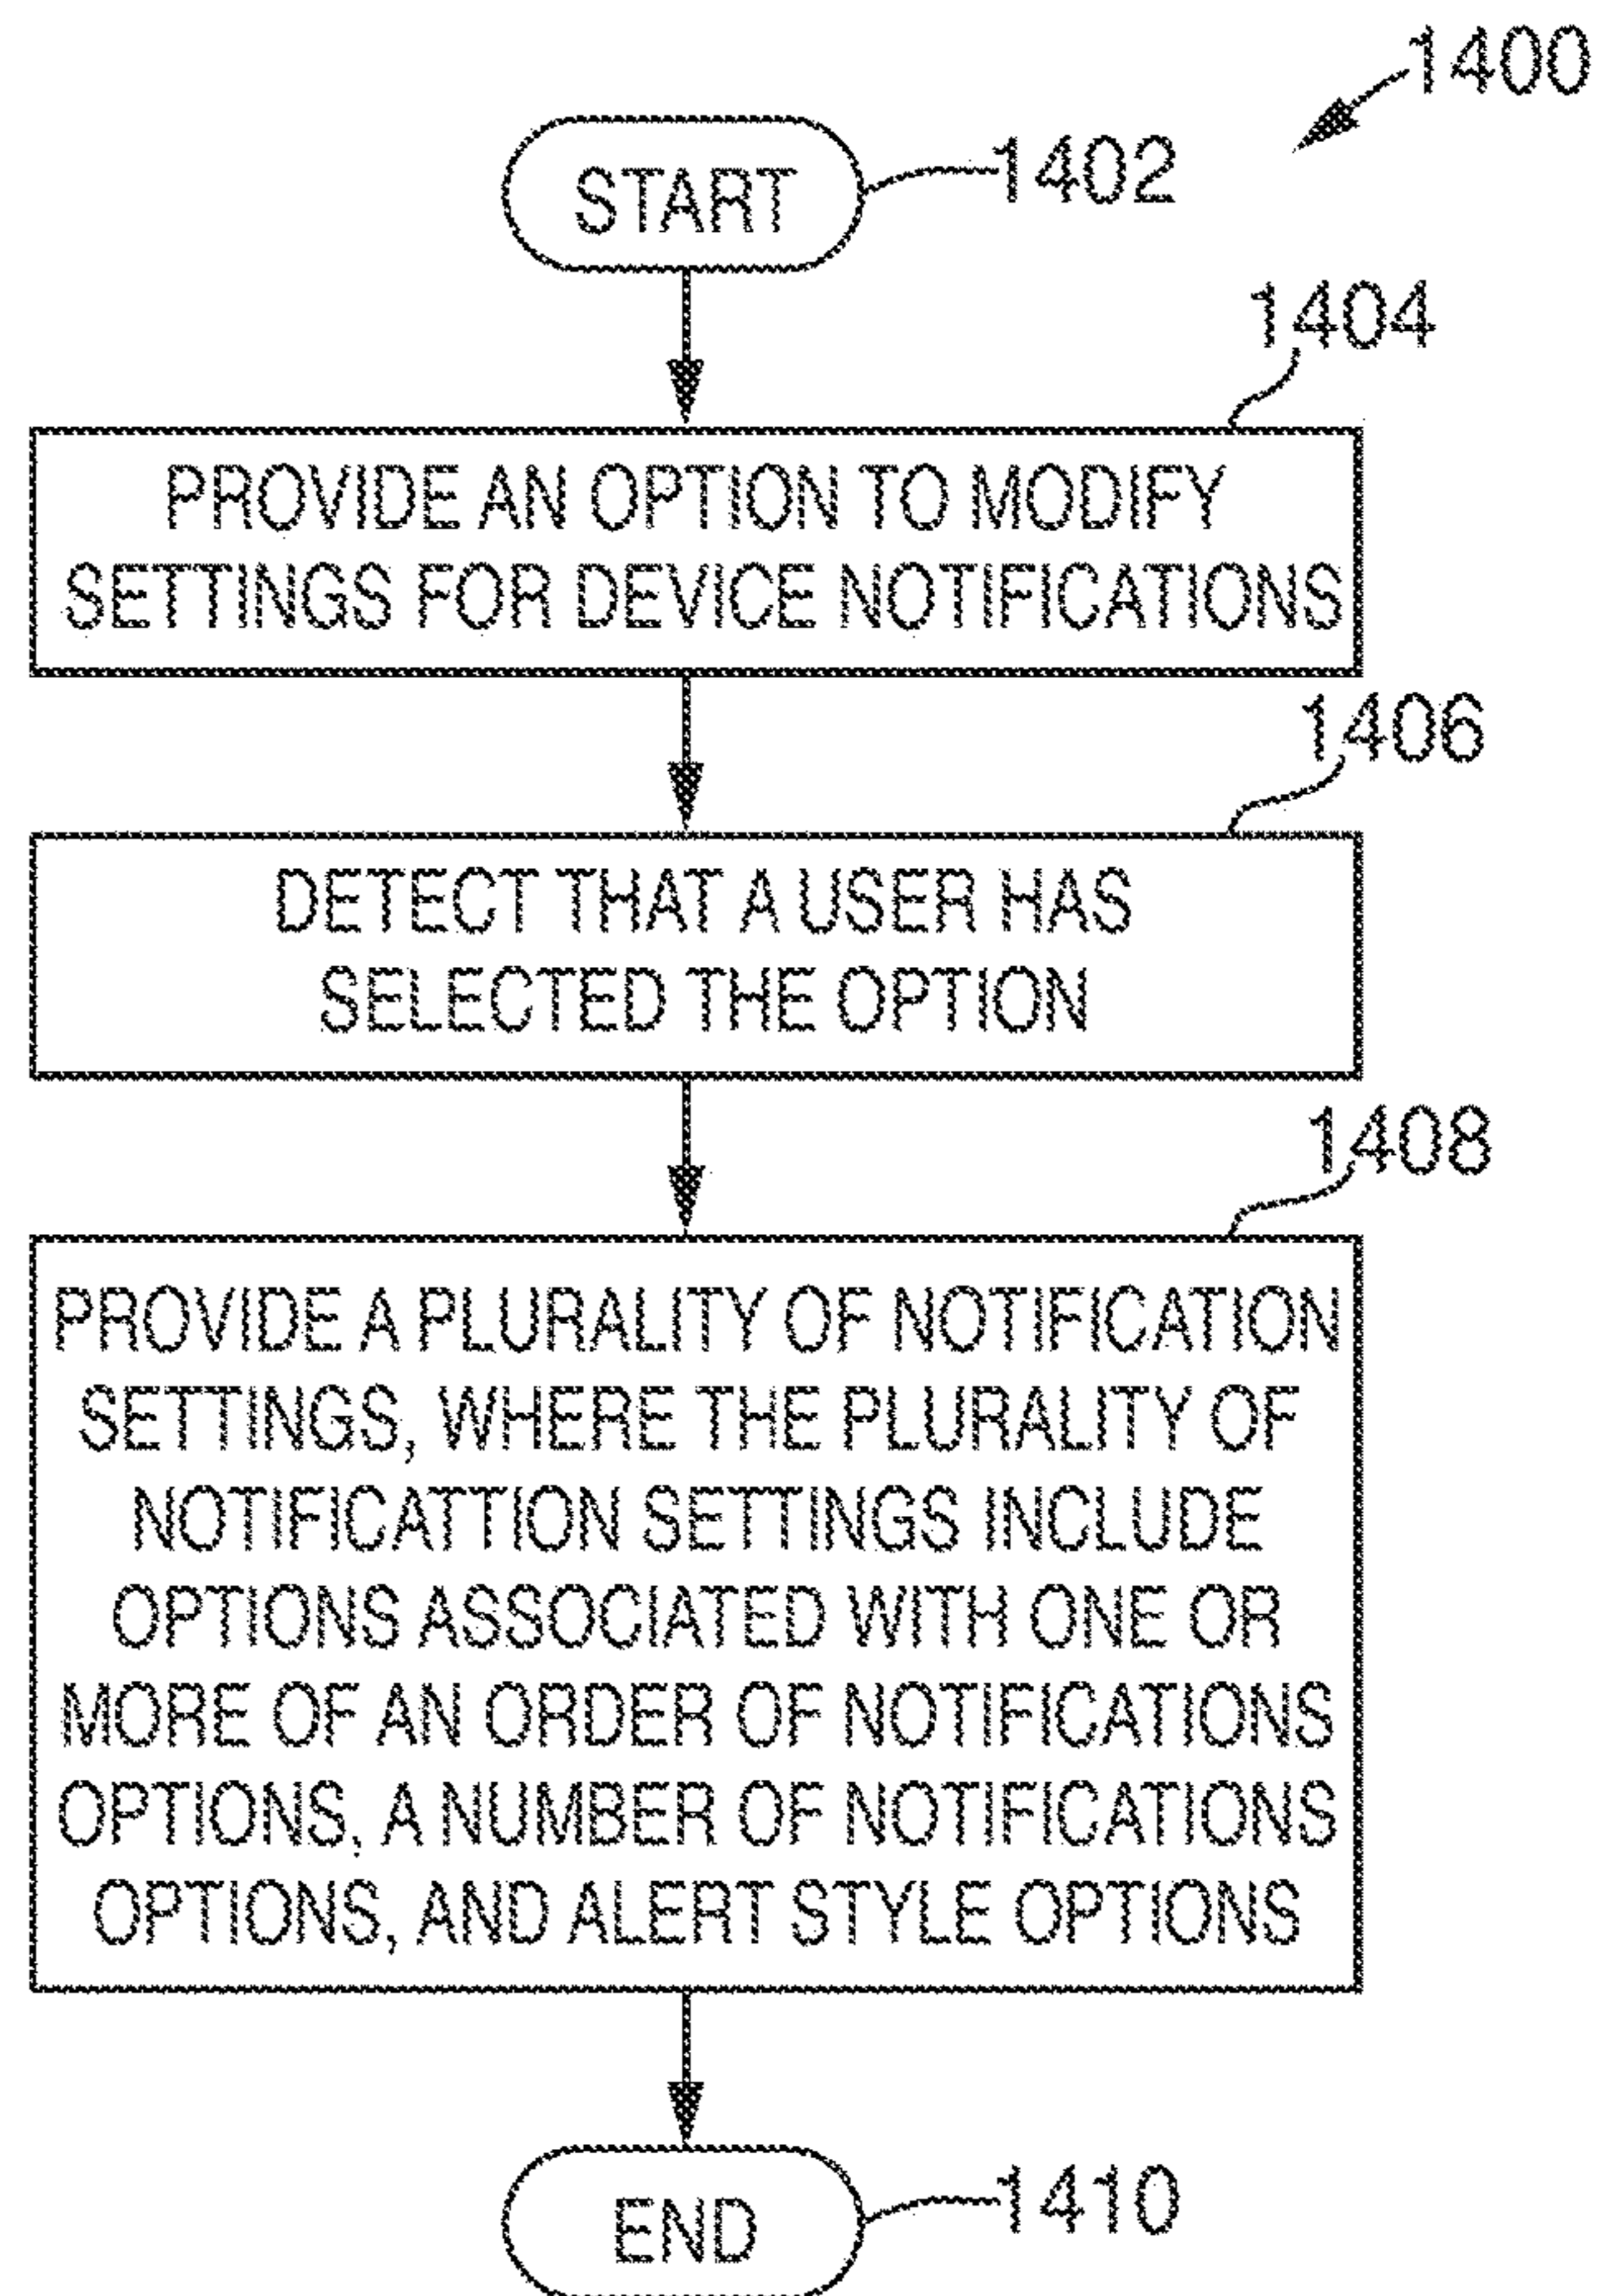 1400
START
1402
1404
PROVIDE AN OPTION TO MODIFY
SETTINGS FOR DEVICE NOTIFICATIONS
1406
DETECT THAT A USER HAS
SELECTED THE OPTION
1408
PROVIDE A PLURALITY OF NOTIFICATION
SETTINGS, WHERE THE PLURALITY OF
NOTIFICATTION SETTINGS INCLUDE
OPTIONS ASSOCIATED WITH ONE OR
MORE OF AN ORDER OF NOTIFICATIONS
OPTIONS, A NUMBER OF NOTIFICATIONS
OPTIONS, AND ALERT STYLE OPTIONS
END
1410